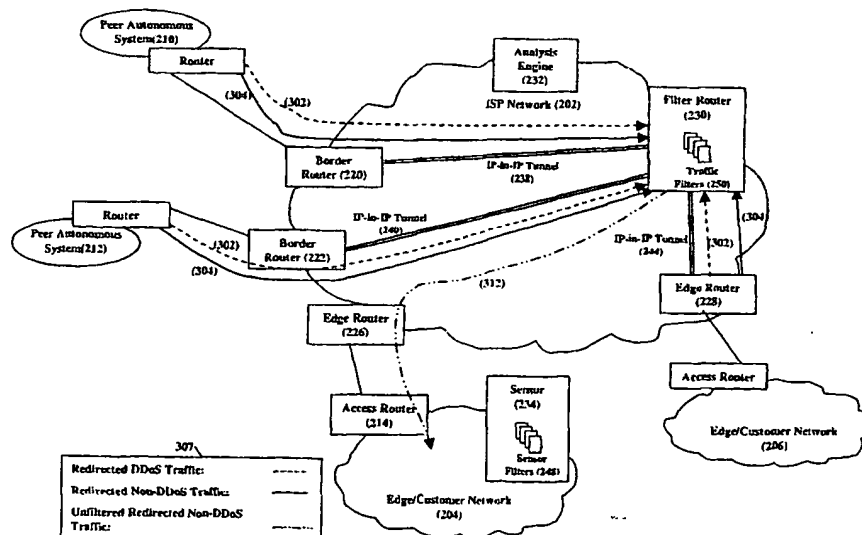 Peer Autonomous
System(210)
Router
Analysis
Engine
(232)
ISP Network (202)
(304)
(302)
Filter Router
(230)
Traffic
Filters (250)
Border
Router (220)
IP-in-IP Tunnel
(238)
Router
Peer Autonomous
System(212)
(302)
(304)
Border
Router (222)
IP-in-IP Tunnel
(240)
IP-in-IP Tunnel
(244)
(302)
(304)
(312)
Edge Router
(226)
Edge Router
(228)
Access Router
(214)
Sensor
(234)
Sensor
Filters (248)
Access Router
Edge/Customer Network
(206)
Edge/Customer Network
(204)
307
Redirected DDoS Traffic:
Redirected Non-DDoS Traffic:
Unfiltered Redirected Non-DDoS
Traffic: